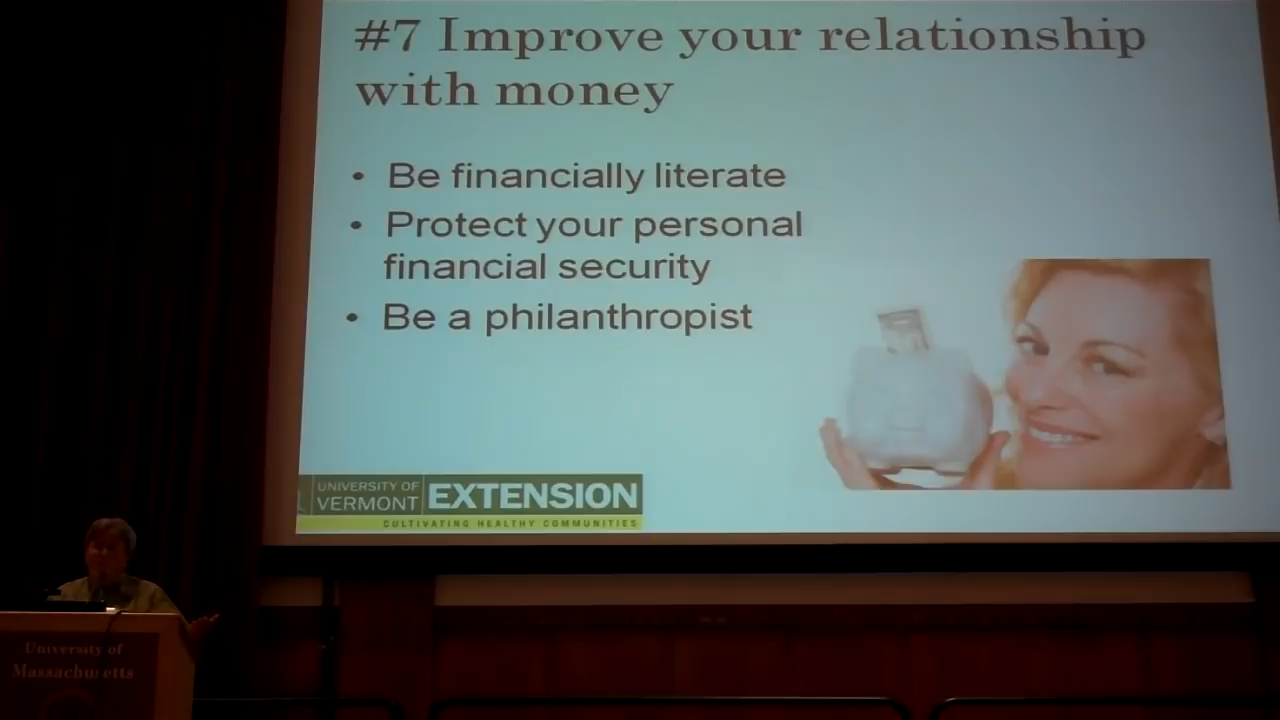 #7 Improve your relationship
with money
• Be financially literate
• Protect your personal
financial security
• Be a philanthropist
UNIVERSITY OF
VERMONT
EXTENSION
CULTIVATING HEALTHY COMMUNITIES
University of
Massachusetts